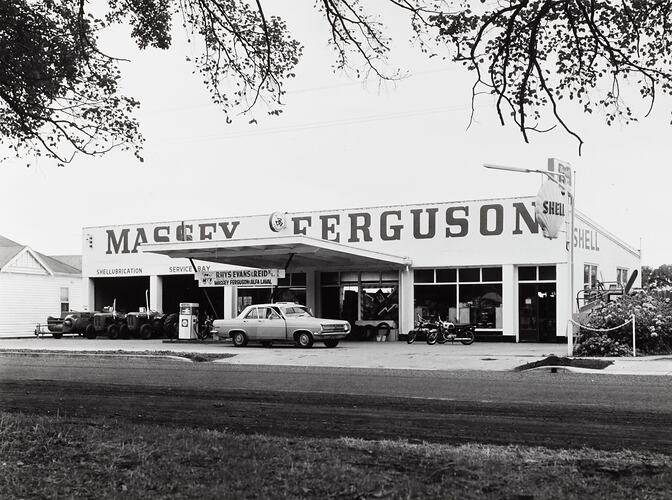 MASSEY FERGUSON
SHELL
SHELL
SHELLUBRICATION SERVICE BAY
RHYS EVANS (REID)
MASSEY FERGUSON ALFA LAVAL